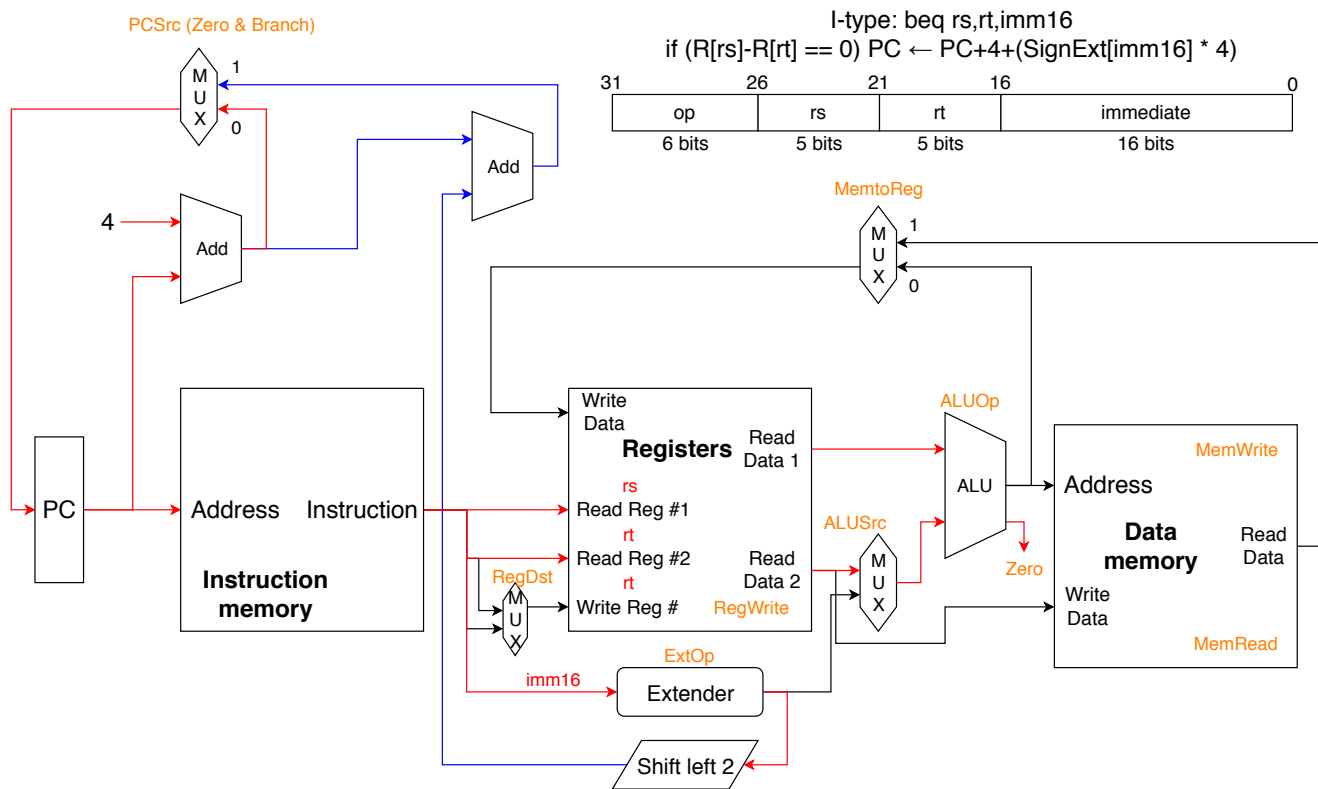 PCSrc (Zero & Branch)
I-type: beq rs,rt,imm16
if (R[rs]-R[rt] == 0) PC ← PC+4+(SignExt[imm16] * 4)
31 26 21 16 0
op rs rt immediate
6 bits 5 bits 5 bits 16 bits
M
U
X
1
0
Add
4
Add
MemtoReg
M
U
X
1
0
PC
Address Instruction
Instruction
memory
Write
Data
Registers
Read
Data 1
rs
Read Reg #1
rt
Read Reg #2
rt
Write Reg #
Read
Data 2
RegWrite
RegDst
M
U
X
ALUOp
ALU
Zero
ALUSrc
M
U
X
MemWrite
Address
Data
memory
Read
Data
Write
Data
MemRead
ExtOp
imm16
Extender
Shift left 2